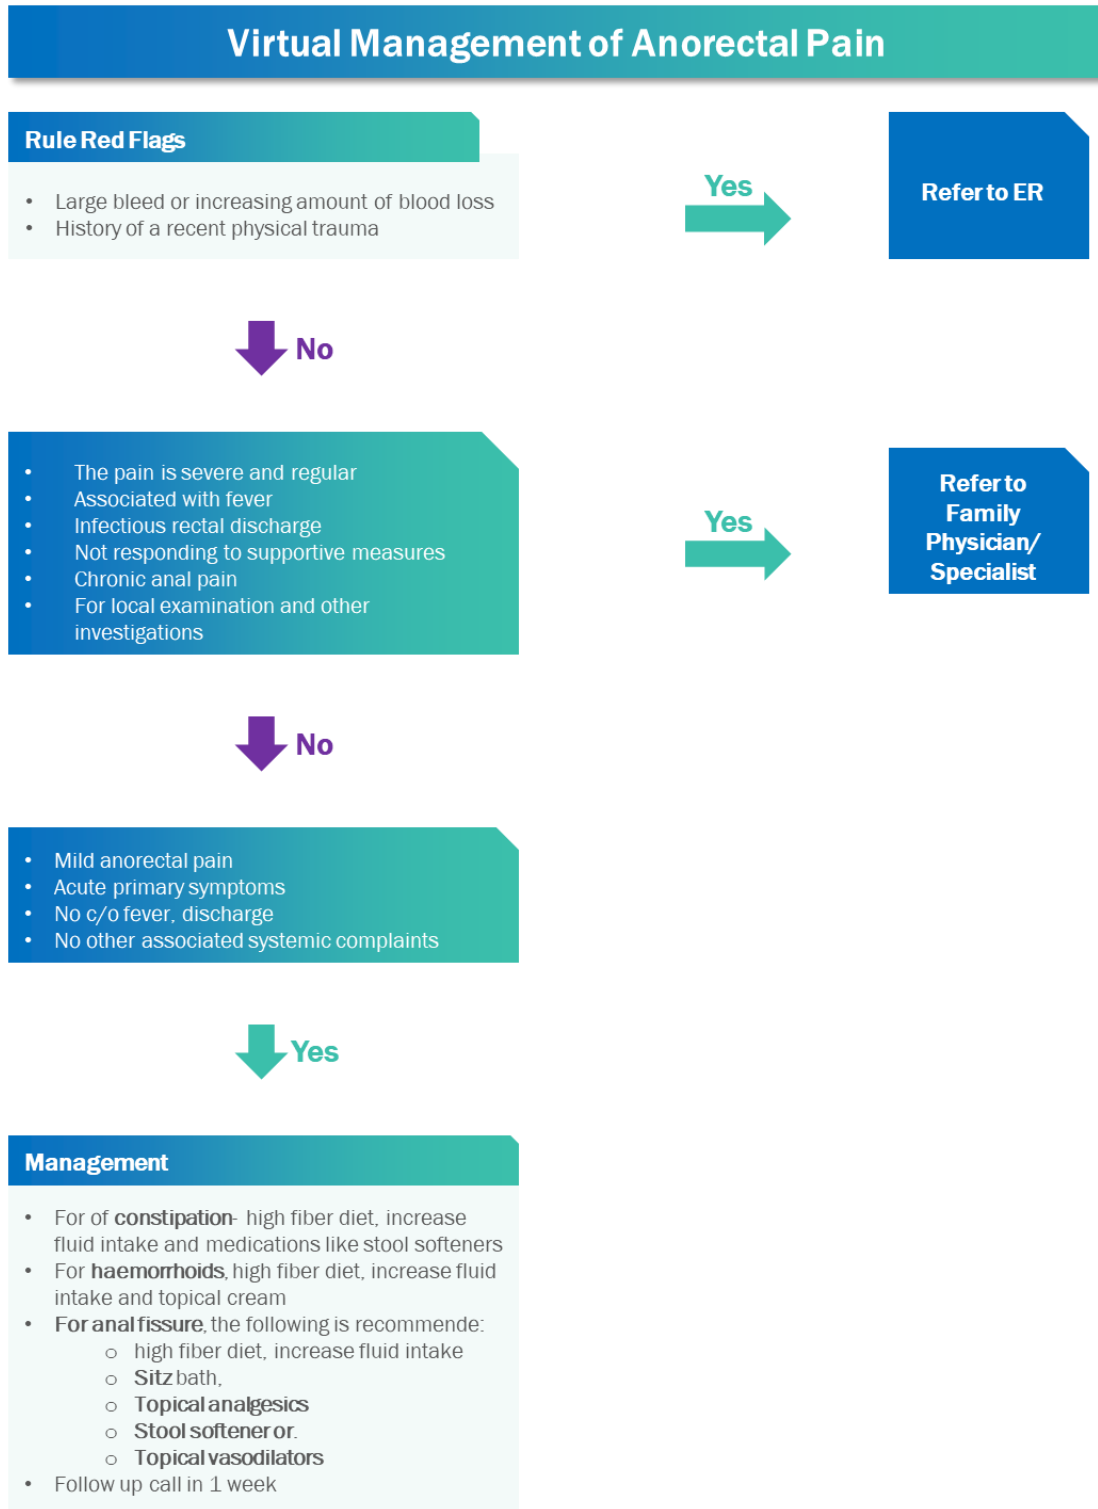 Virtual Management of Anorectal Pain
Rule Red Flags
• Large bleed or increasing amount of blood loss
• History of a recent physical trauma
Yes
Refer to ER
No
• The pain is severe and regular
• Associated with fever
• Infectious rectal discharge
• Not responding to supportive measures
• Chronic anal pain
• For local examination and other
investigations
Yes
Refer to
Family
Physician/
Specialist
No
• Mild anorectal pain
• Acute primary symptoms
• No c/o fever, discharge
• No other associated systemic complaints
Yes
Management
• For of constipation- high fiber diet, increase
fluid intake and medications like stool softeners
• For haemorrhoids, high fiber diet, increase fluid
intake and topical cream
• For anal fissure, the following is recommende:
o high fiber diet, increase fluid intake
o Sitz bath,
o Topical analgesics
o Stool softener or.
o Topical vasodilators
• Follow up call in 1 week